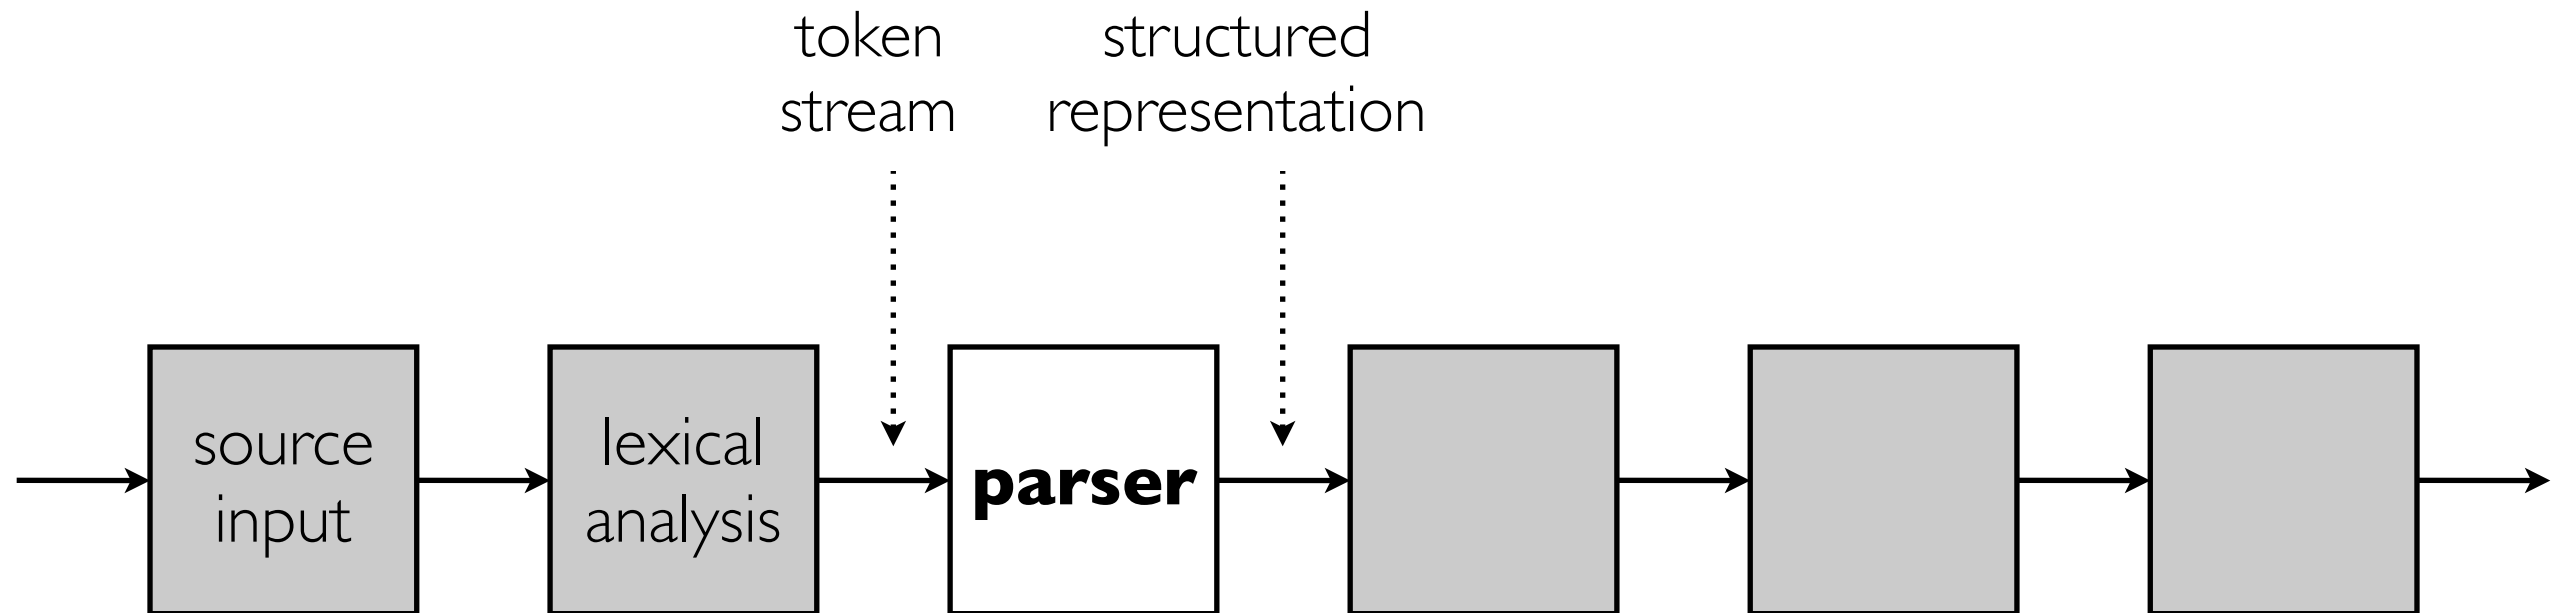 token
stream
structured
representation
source
input
lexical
analysis
parser